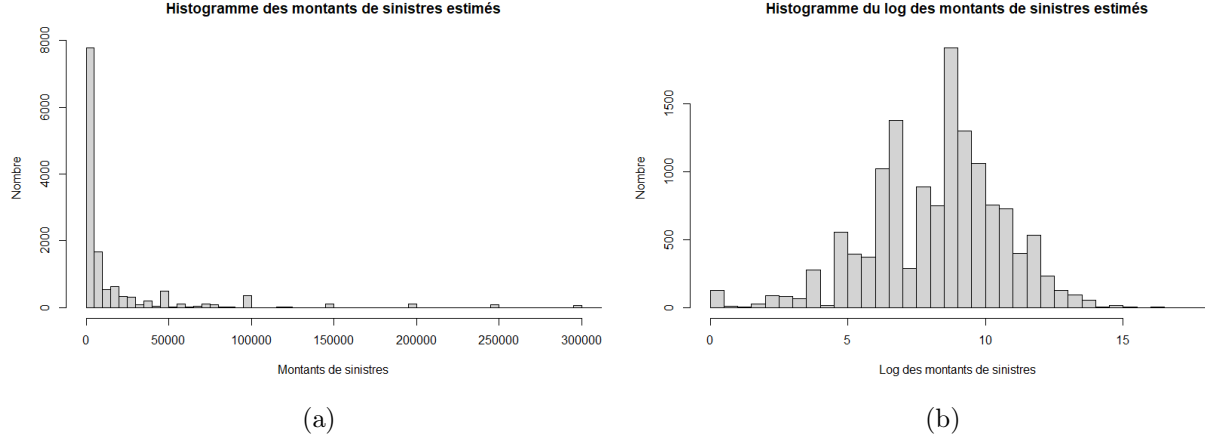 Histogramme des montants de sinistres estimés
8000
6000
4000
2000
0
Nombre
0 50000 100000 150000 200000 250000 300000
Montants de sinistres
(a)
Histogramme du log des montants de sinistres estimés
1500
1000
500
0
Nombre
0 5 10 15
Log des montants de sinistres
(b)